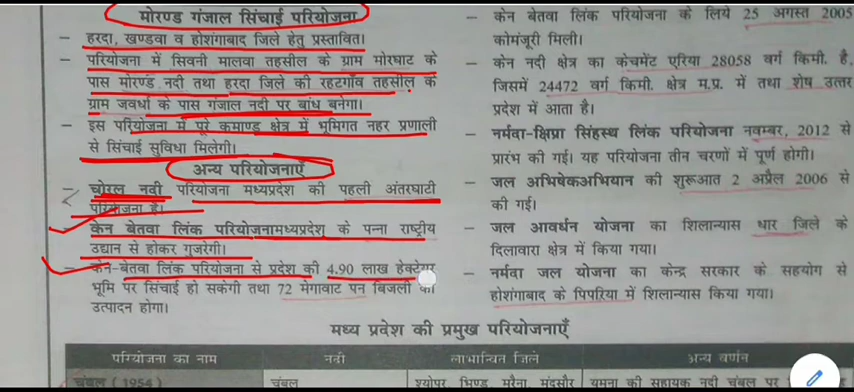 मोरण्ड गंजाल सिंचाई परियोजना
– हरदा, खण्डवा व होशंगाबाद जिले हेतु प्रस्तावित।
– परियोजना में सिवनी मालवा तहसील के ग्राम मोरघाट के
पास मोरण्ड नदी तथा हरदा जिले की रहटगाँव तहसील के
ग्राम जवर्धा के पास गंजाल नदी पर बांध बनेगा।
– इस परियोजना में पूरे कमाण्ड क्षेत्र में भूमिगत नहर प्रणाली
से सिंचाई सुविधा मिलेगी।
अन्य परियोजनाएँ
– चोरल नदी परियोजना मध्यप्रदेश की पहली अंतरघाटी
परियोजना है।
– केन बेतवा लिंक परियोजनामध्यप्रदेश के पन्ना राष्ट्रीय
उद्यान से होकर गुजरेगी।
– केन-बेतवा लिंक परियोजना से प्रदेश की 4.90 लाख हेक्टेयर
भूमि पर सिंचाई हो सकेगी तथा 72 मेगावाट पन बिजली का
उत्पादन होगा।
– केन बेतवा लिंक परियोजना के लिये 25 अगस्त 2005
कोमंजूरी मिली।
– केन नदी क्षेत्र का केचमेंट एरिया 28058 वर्ग किमी. है,
जिसमें 24472 वर्ग किमी. क्षेत्र म.प्र. में तथा शेष उत्तर
प्रदेश में आता है।
– नर्मदा-क्षिप्रा सिंहस्थ लिंक परियोजना नवम्बर, 2012 से
प्रारंभ की गई। यह परियोजना तीन चरणों में पूर्ण होगी।
– जल अभिषेकअभियान की शुरूआत 2 अप्रैल 2006 से
की गई।
– जल आवर्धन योजना का शिलान्यास धार जिले के
दिलावारा क्षेत्र में किया गया।
– नर्मदा जल योजना का केन्द्र सरकार के सहयोग से
होशंगाबाद के पिपरिया में शिलान्यास किया गया।
मध्य प्रदेश की प्रमुख परियोजनाएँ
परियोजना का नाम नदी लाभान्वित जिले अन्य वर्णन
चंबल (1954) चंबल श्योपुर भिण्ड मुरैना मंदसौर यमुना की सहायक नदी चंबल पर